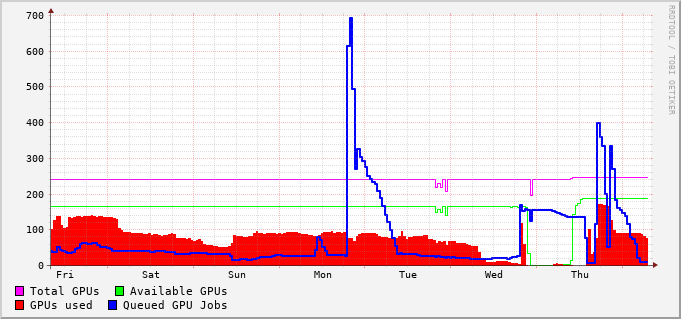 700
600
500
400
300
200
100
0
Fri Sat Sun Mon Tue Wed Thu
Total GPUs Available GPUs
GPUs used Queued GPU Jobs
RRDTOOL / TOBI OETIKER